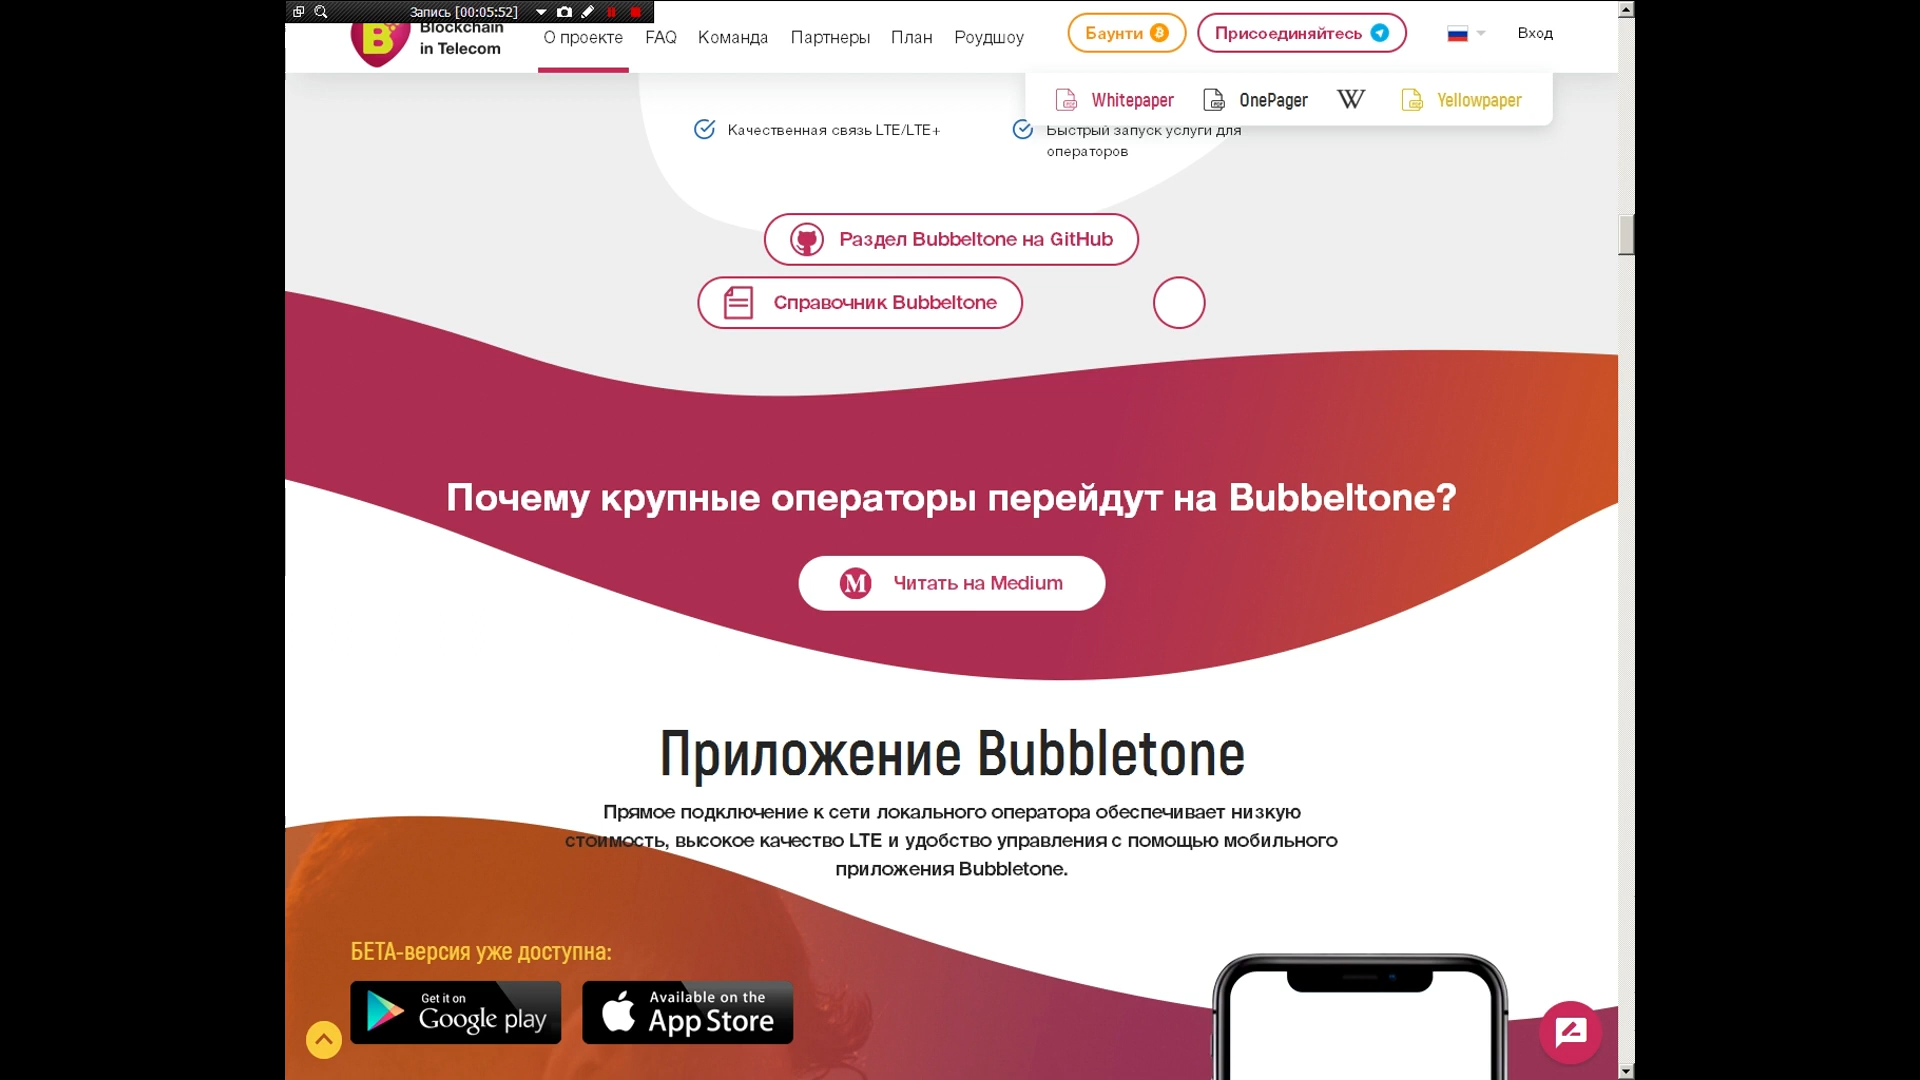 Запись [00:05:52]
Blockchain
in Telecom
О проекте
FAQ
Команда
Партнеры
План
Роудшоу
Баунти
Присоединяйтесь
Вход
Whitepaper
OnePager
W
Yellowpaper
Качественная связь LTE/LTE+
Быстрый запуск услуги для
операторов
Раздел Bubbeltone на GitHub
Справочник Bubbeltone
Почему крупные операторы перейдут на Bubbeltone?
M Читать на Medium
Приложение Bubbletone
Прямое подключение к сети локального оператора обеспечивает низкую
стоимость, высокое качество LTE и удобство управления с помощью мобильного
приложения Bubbletone.
БЕТА-версия уже доступна:
Get it on
Google play
Available on the
App Store